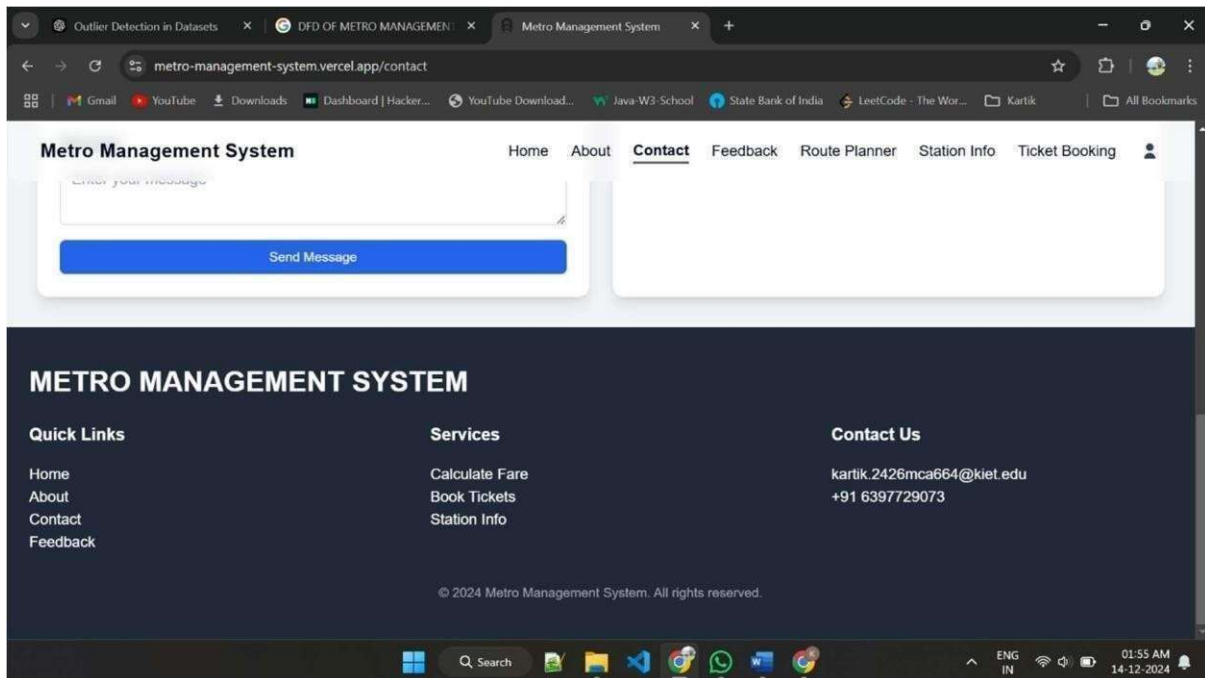 Outlier Detection in Datasets
DFD OF METRO MANAGEMENT
Metro Management System
metro-management-system.vercel.app/contact
Gmail YouTube Downloads Dashboard | Hacker... YouTube Download... Java-W3-School State Bank of India LeetCode - The Wor... Kartik All Bookmarks
Metro Management System Home About Contact Feedback Route Planner Station Info Ticket Booking
Enter your message
Send Message
METRO MANAGEMENT SYSTEM
Quick Links
Home
About
Contact
Feedback
Services
Calculate Fare
Book Tickets
Station Info
Contact Us
kartik.2426mca664@kiet.edu
+91 6397729073
© 2024 Metro Management System. All rights reserved.
Search
ENG
IN
01:55 AM
14-12-2024